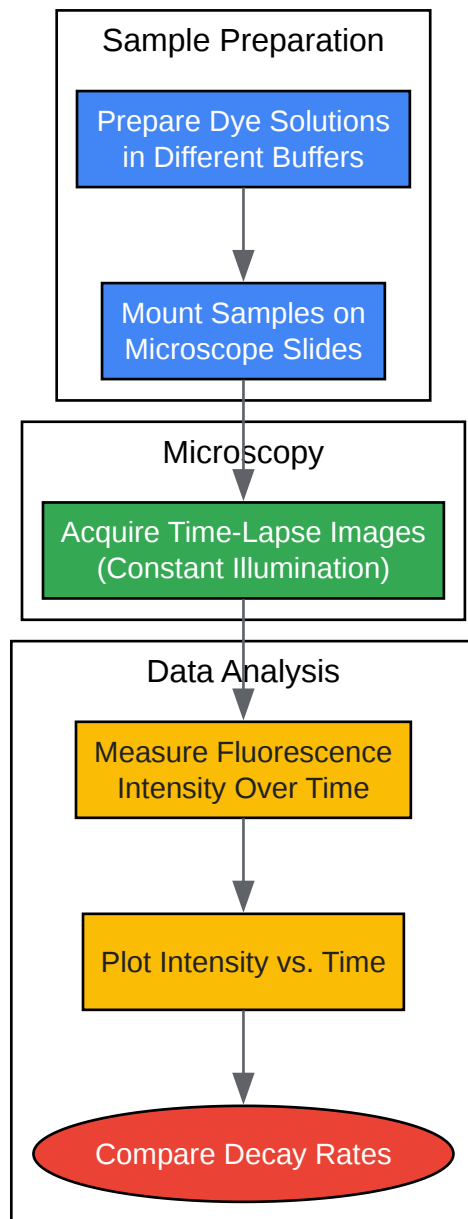 Sample Preparation
Prepare Dye Solutions
in Different Buffers
Mount Samples on
Microscope Slides
Microscopy
Acquire Time-Lapse Images
(Constant Illumination)
Data Analysis
Measure Fluorescence
Intensity Over Time
Plot Intensity vs. Time
Compare Decay Rates